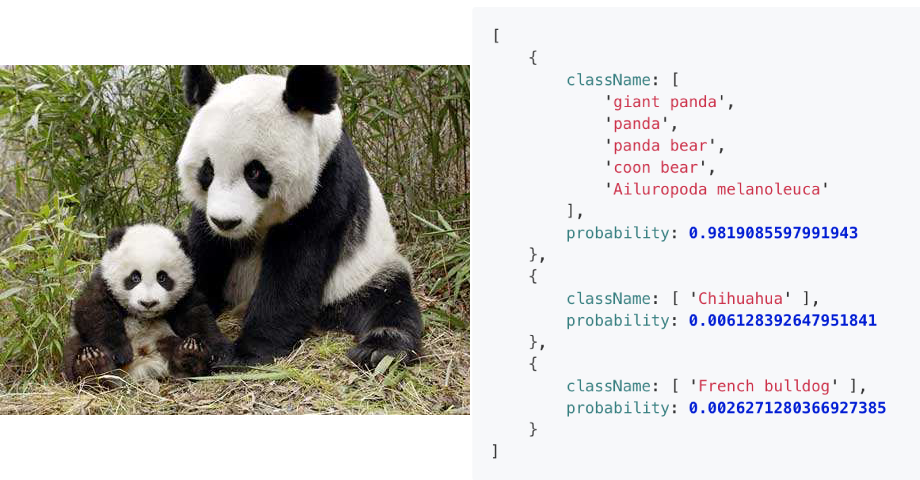 [
    {
        className: [
            'giant panda',
            'panda',
            'panda bear',
            'coon bear',
            'Ailuropoda melanoleuca'
        ],
        probability: 0.9819085597991943
    },
    {
        className: [ 'Chihuahua' ],
        probability: 0.006128392647951841
    },
    {
        className: [ 'French bulldog' ],
        probability: 0.0026271280366927385
    }
]